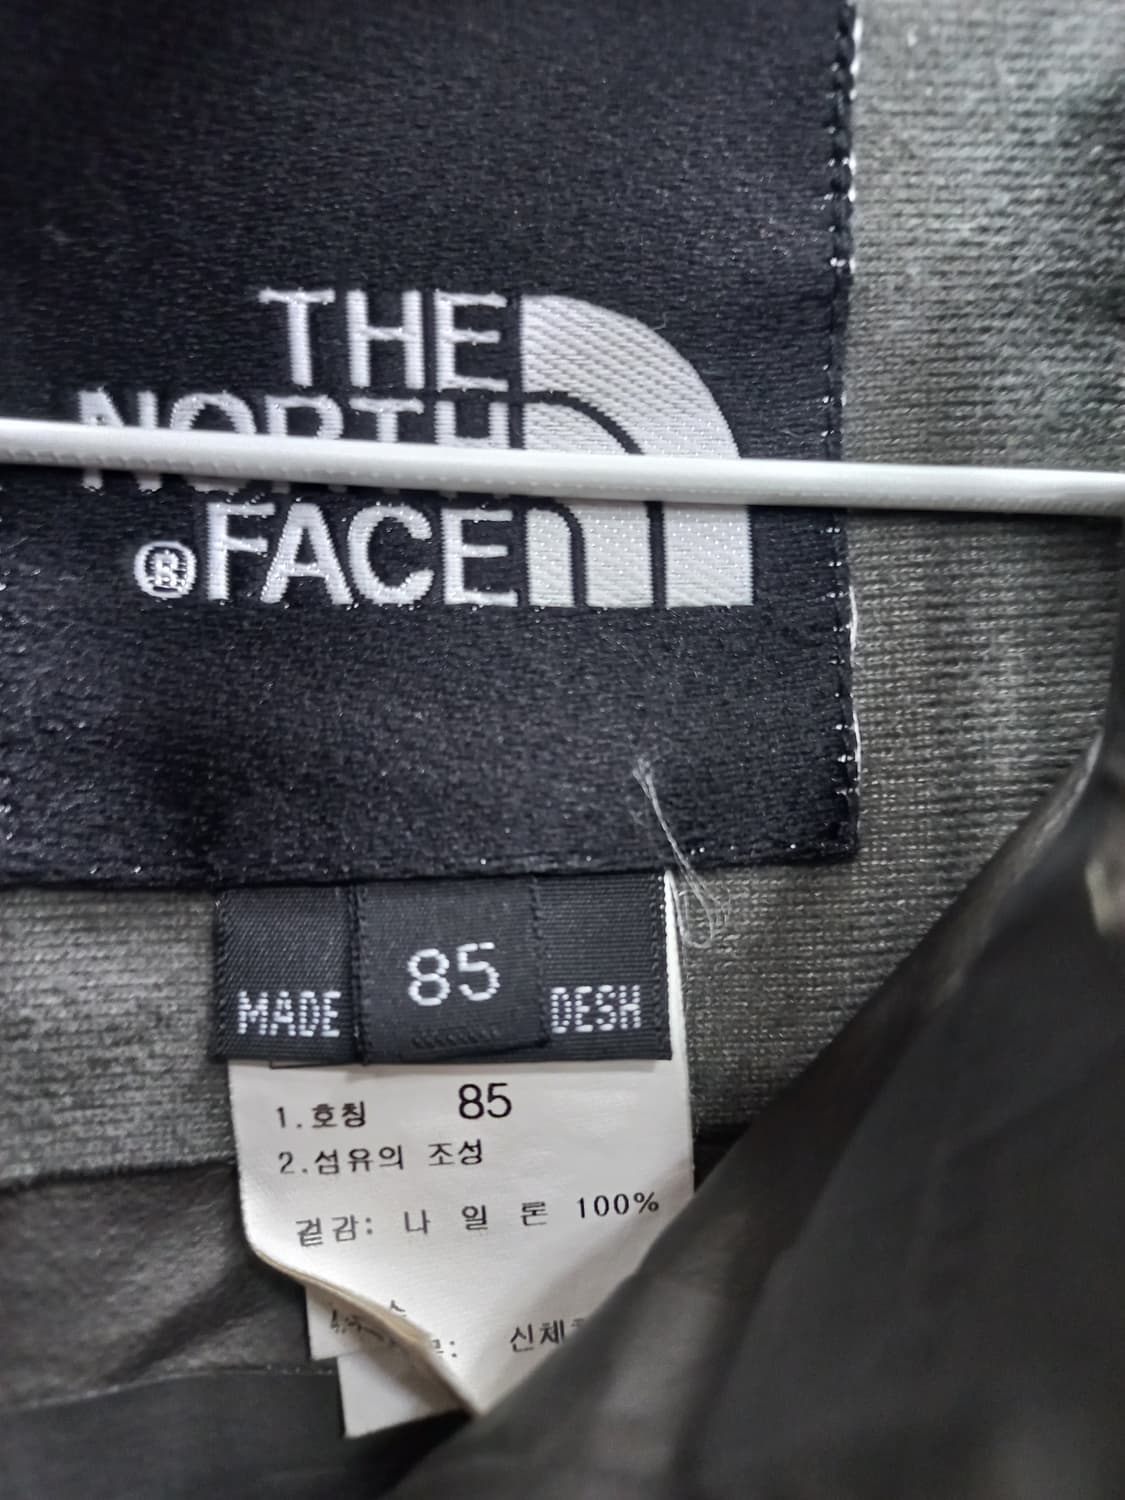 THE
NORTH
® FACE
MADE 85 DESH
1.호칭 85
2.섬유의 조성
겉감: 나 일 론 100%
신체